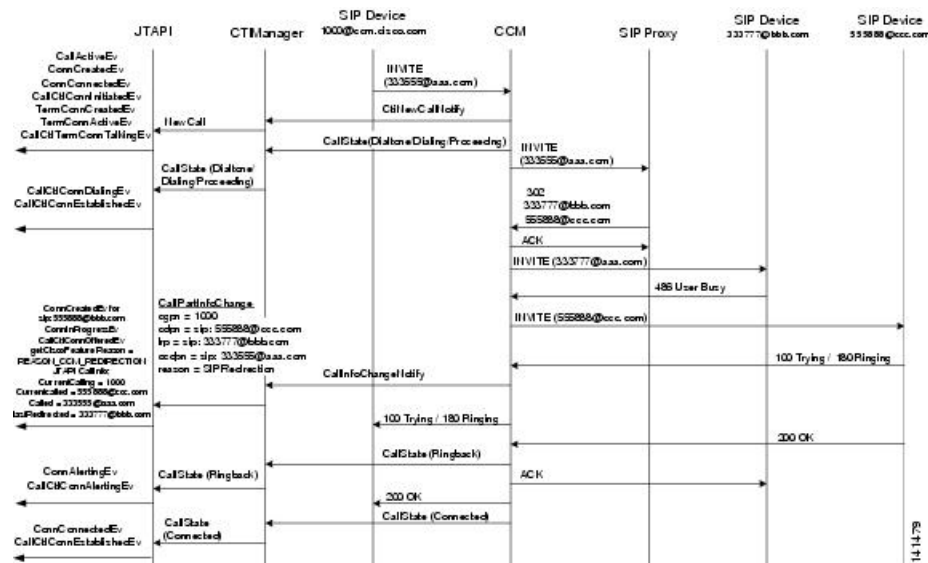 SIP Device
1000@ccm.cisco.com
SIP Device
333777@bbb.com
SIP Device
555888@ccc.com
JTAPI
CTIManager
CCM
SIP Proxy
CallActiveEv
ConnCreatedEv
ConnConnectedEv
CallCtlConnInitiatedEv
TermConnCreatedEv
TermConnActiveEv
CallCtlTermConnTalkingEv
INVITE
(333555@aaa.com)
CtiNewCallNotify
NewCall
CallState(Dialtone/Dialing/Proceeding)
INVITE
(333555@aaa.com)
CallState (Dialtone/
Dialing/Proceeding)
CallCtlConnDialingEv
CallCtlConnEstablishedEv
302
333777@bbb.com
555888@ccc.com
ACK
INVITE (333777@aaa.com)
486 User Busy
INVITE (555888@ccc.com)
100 Trying / 180 Ringing
ConnCreatedEv for
sip:555888@bbb.com
ConnInProgressEv
CallCtlConnOfferedEv
getCiscoFeatureReason =
REASON_CCM_REDIRECTION
JTAPI CallInfo:
CurrentCalling = 1000
Currentcalled = 555888@ccc.com
Called = 333555@aaa.com
lastRedirected = 333777@bbb.com
CallPartInfoChange
cgpn = 1000
cdpn = sip: 555888@ccc.com
lrp = sip: 333777@bbb.com
ocdpn = sip: 333555@aaa.com
reason = SIPRedirection
CallInfoChangeNotify
100 Trying / 180 Ringing
200 OK
CallState (Ringback)
ConnAlertingEv
CallCtlConnAlertingEv
CallState (Ringback)
ACK
200 OK
CallState (Connected)
ConnConnectedEv
CallCtlConnEstablishedEv
CallState
(Connected)
141479